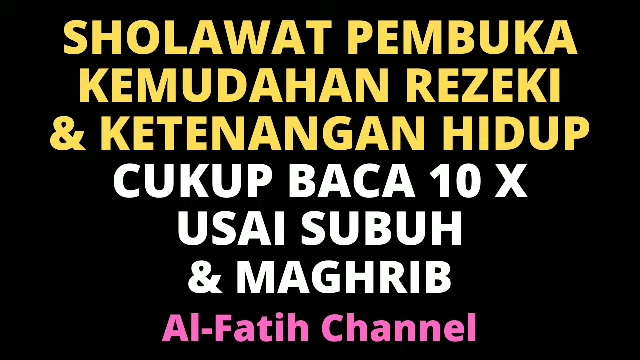 SHOLAWAT PEMBUKA
KEMUDAHAN REZEKI
& KETENANGAN HIDUP
CUKUP BACA 10 X
USAI SUBUH
& MAGHRIB
Al-Fatih Channel